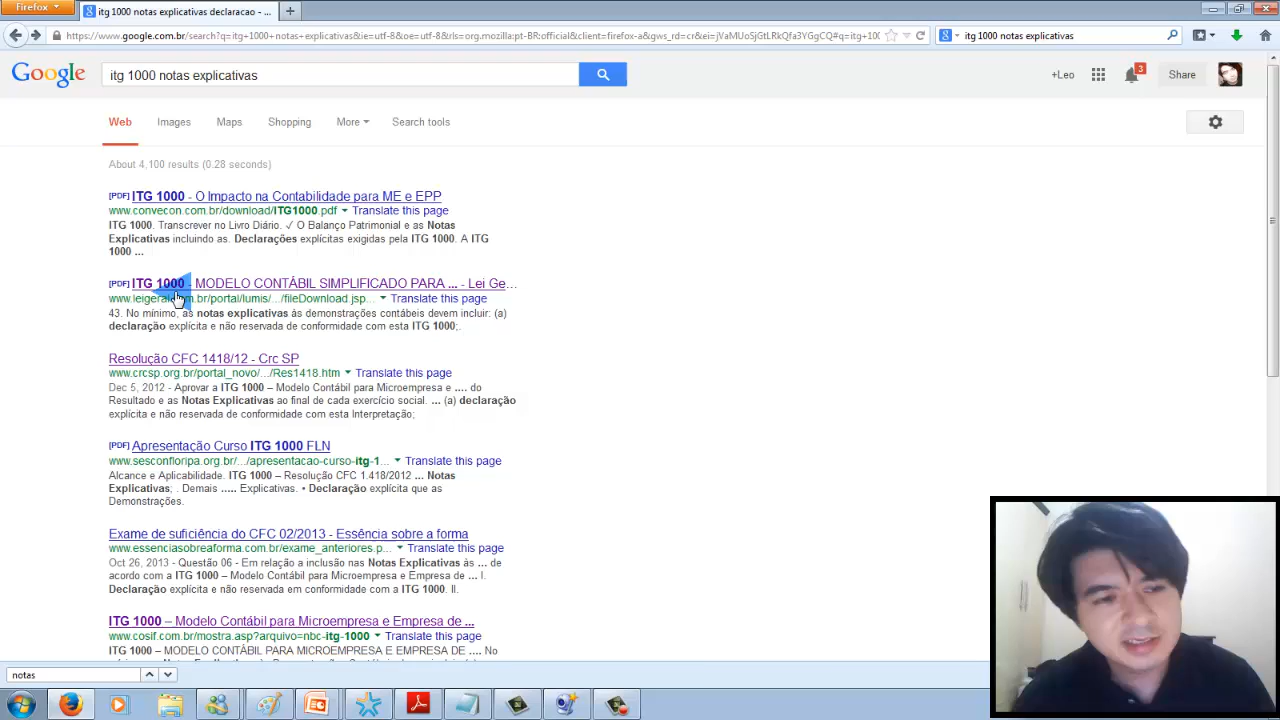 Firefox
itg 1000 notas explicativas declaracao - ...
https://www.google.com.br/search?q=itg+1000+notas+explicativas&ie=utf-8&oe=utf-8&rls=org.mozilla:pt-BR:official&client=firefox-a&gws_rd=cr&ei=
itg 1000 notas explicativas
Google
itg 1000 notas explicativas
+Leo
3
Share
Web Images Maps Shopping More Search tools
About 4,100 results (0.28 seconds)
[PDF] ITG 1000 - O Impacto na Contabilidade para ME e EPP
www.convecon.com.br/download/ITG1000.pdf Translate this page
ITG 1000. Transcrever no Livro Diário. ✓ O Balanço Patrimonial e as Notas
Explicativas incluindo as. Declarações explícitas exigidas pela ITG 1000. A ITG
1000 ...
[PDF] ITG 1000 - MODELO CONTÁBIL SIMPLIFICADO PARA ... - Lei Ge...
www.leigeral.com.br/portal/lumis/.../fileDownload.jsp... Translate this page
43. No mínimo, as notas explicativas às demonstrações contábeis devem incluir: (a)
declaração explícita e não reservada de conformidade com esta ITG 1000;.
Resolução CFC 1418/12 - Crc SP
www.crcsp.org.br/portal_novo/.../Res1418.htm Translate this page
Dec 5, 2012 - Aprovar a ITG 1000 – Modelo Contábil para Microempresa e .... do
Resultado e as Notas Explicativas ao final de cada exercício social. ... (a) declaração
explícita e não reservada de conformidade com esta Interpretação;
[PDF] Apresentação Curso ITG 1000 FLN
www.sescfloripa.org.br/.../apresentacao-curso-itg-1... Translate this page
Alcance e Aplicabilidade. ITG 1000 – Resolução CFC 1.418/2012 ... Notas
Explicativas; . Demais ..... Explicativas. • Declaração explícita que as
Demonstrações.
Exame de suficiência do CFC 02/2013 - Essência sobre a forma
www.essenciasobreaforma.com.br/exame_anteriores.p... Translate this page
Oct 26, 2013 - Questão 06 - Em relação a inclusão nas Notas Explicativas às ... de
acordo com a ITG 1000 – Modelo Contábil para Microempresa e Empresa de ... I.
Declaração explícita e não reservada em conformidade com a ITG 1000. II.
ITG 1000 – Modelo Contábil para Microempresa e Empresa de ...
www.cosif.com.br/mostra.asp?arquivo=nbc-itg-1000 Translate this page
ITG 1000 – MODELO CONTÁBIL PARA MICROEMPRESA E EMPRESA DE .... No
notas